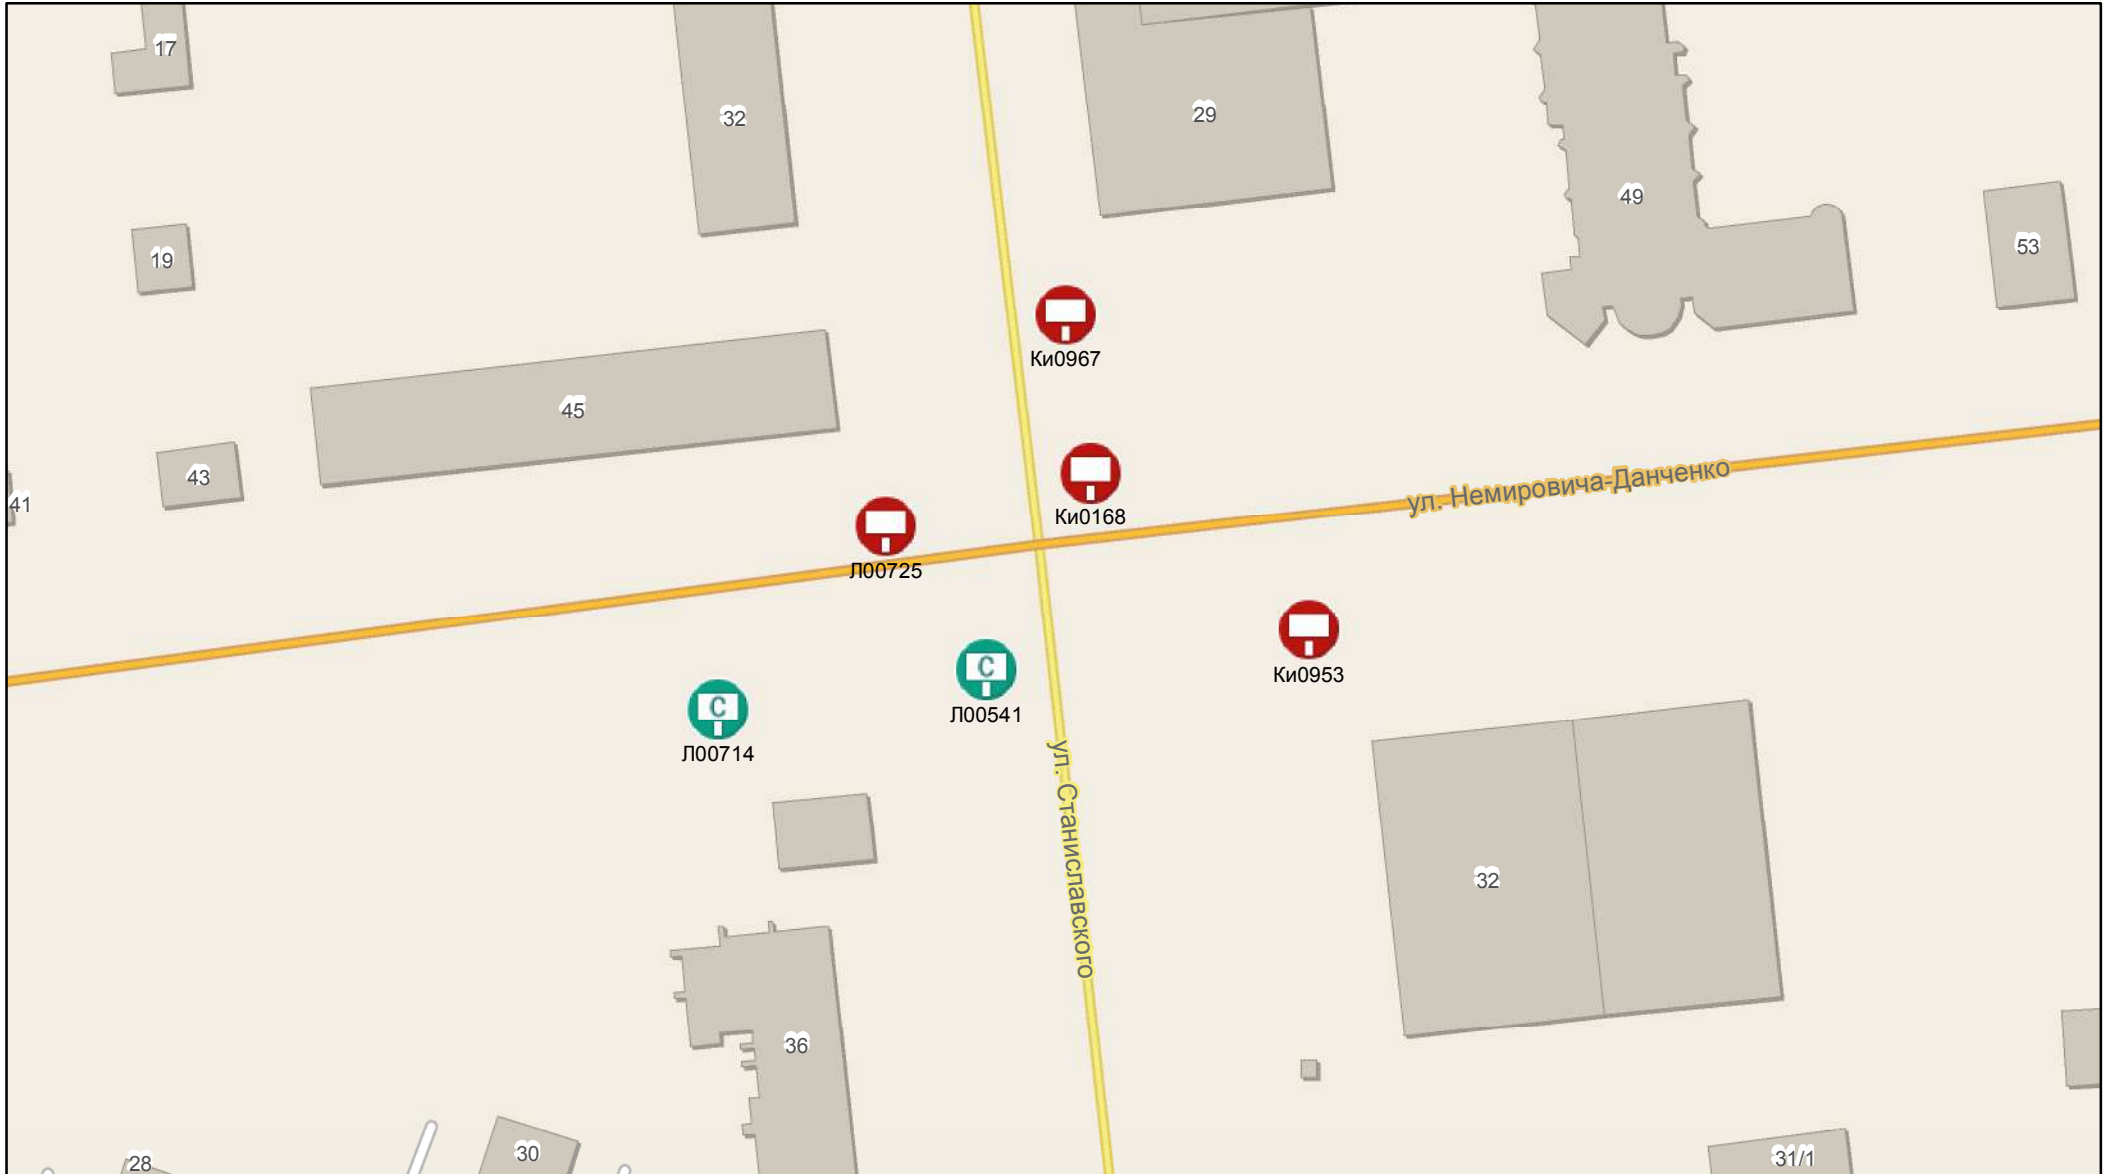 17
32
29
49
53
19
Ки0967
45
43
41
ул. Немировича-Данченко
Ки0168
Л00725
Ки0953
С
Л00541
С
Л00714
ул. Станиславского
32
36
30
28
31/1